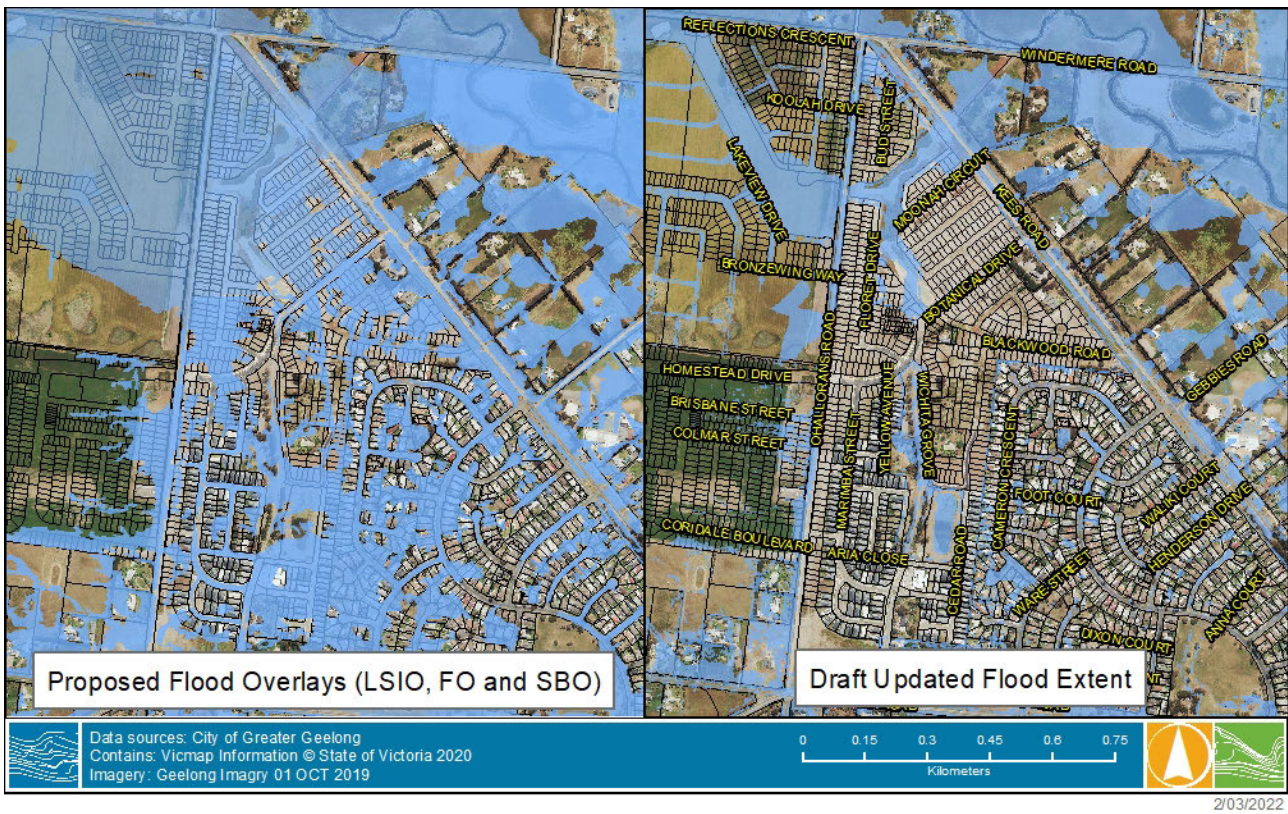 REFLECTIONS CRESCENT
WINDERMERE ROAD
KOOLAH DRIVE
BUD STREET
LAKEVIEW DRIVE
MOONAH CIRCUIT
KEES ROAD
BRONZEWING WAY
FLORET DRIVE
BOTANICAL DRIVE
OHALLORANS ROAD
BLACKWOOD ROAD
GEBBIES ROAD
HOMESTEAD DRIVE
YELLOW AVENUE
WICHITA GROVE
BRISBANE STREET
COLMAR STREET
MARIMBA STREET
CAMERON CRESCENT
FOOT COURT
WALIKI COURT
HENDERSON DRIVE
CORIDALE BOULEVARD
ARIA CLOSE
CEDAR ROAD
WARE STREET
ANNA COURT
DIXON COURT
Proposed Flood Overlays (LSIO, FO and SBO)
Draft Updated Flood Extent
Data sources: City of Greater Geelong
Contains: Vicmap Information © State of Victoria 2020
Imagery: Geelong Imagry 01 OCT 2019
0 0.15 0.3 0.45 0.6 0.75
Kilometers
2/03/2022